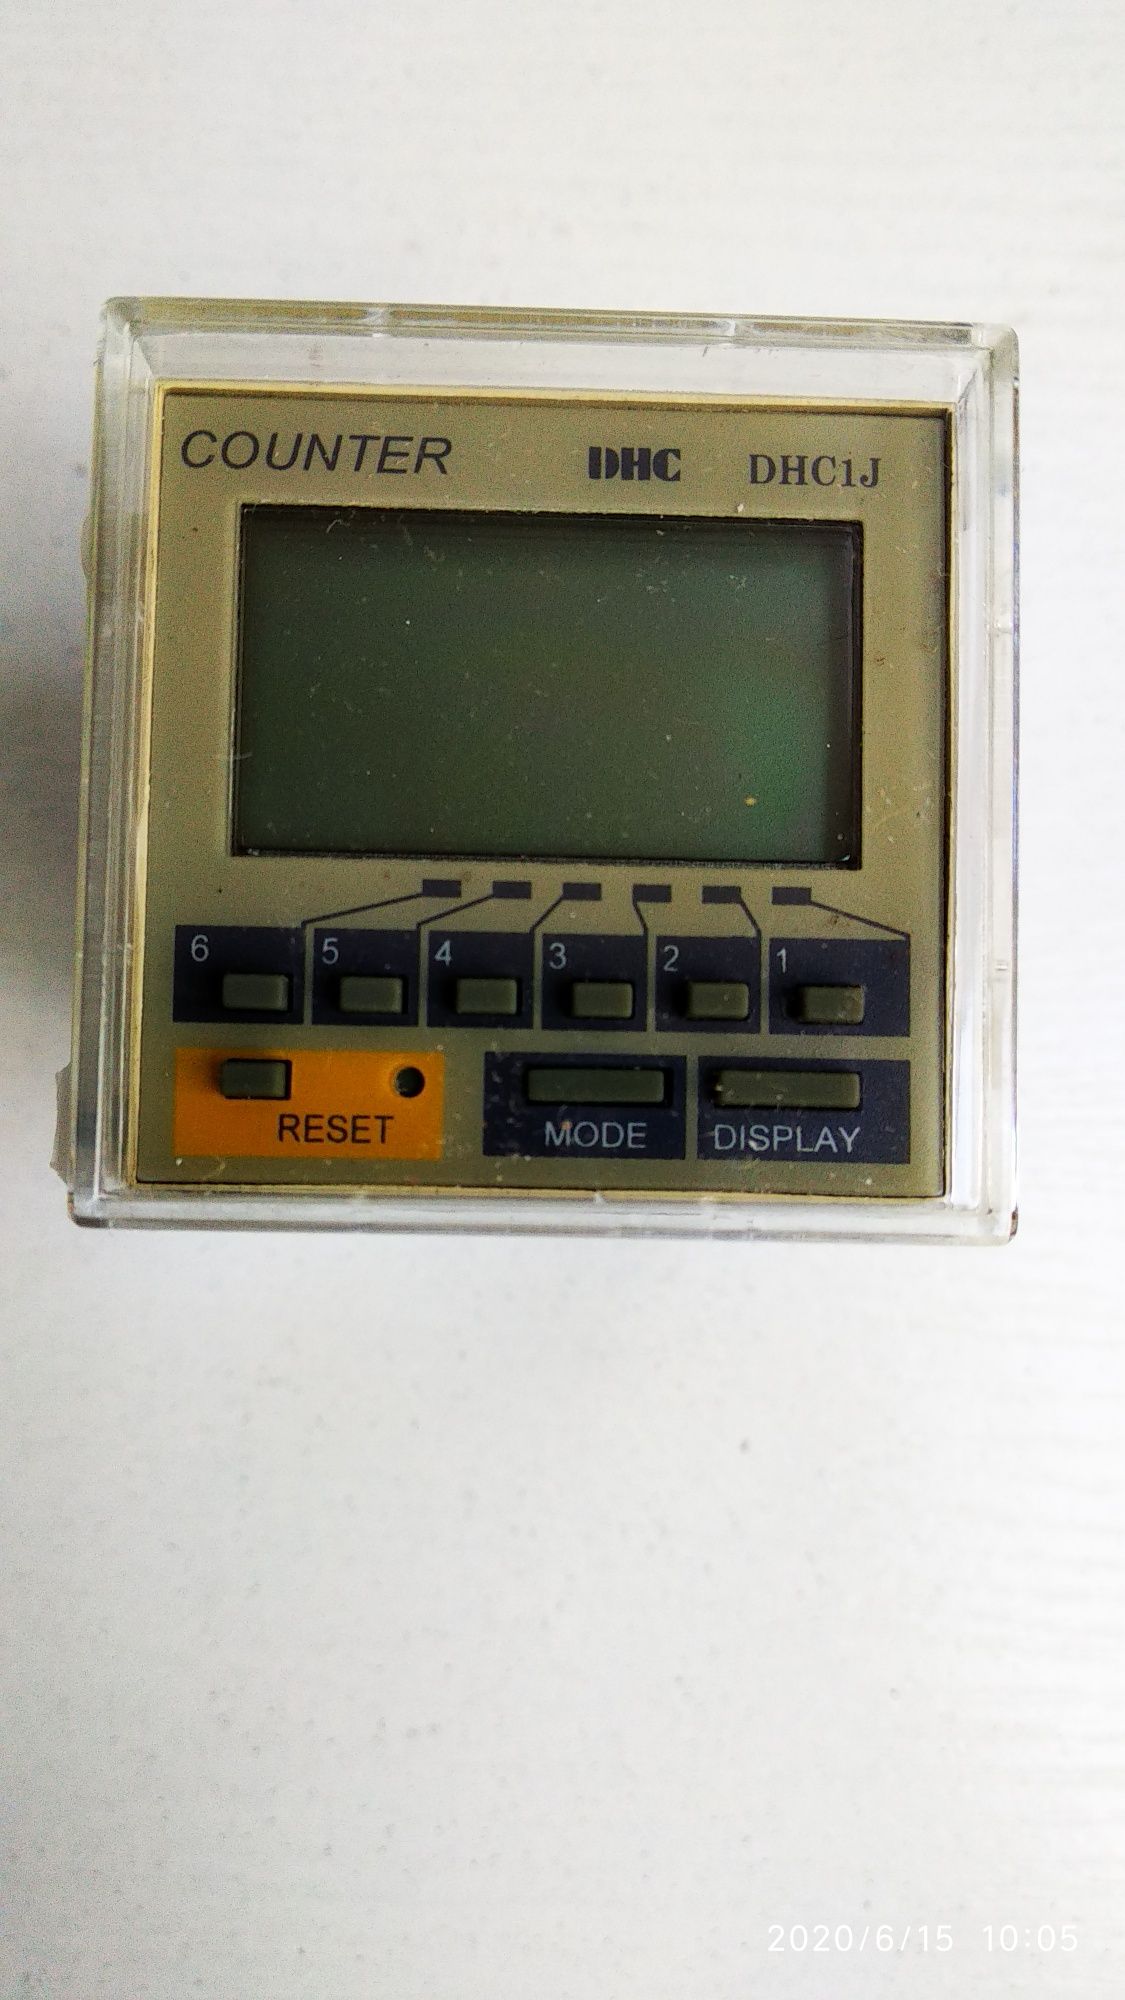 COUNTER DHC DHC1J
6 5 4 3 2 1
RESET MODE DISPLAY
2020/6/15 10:05